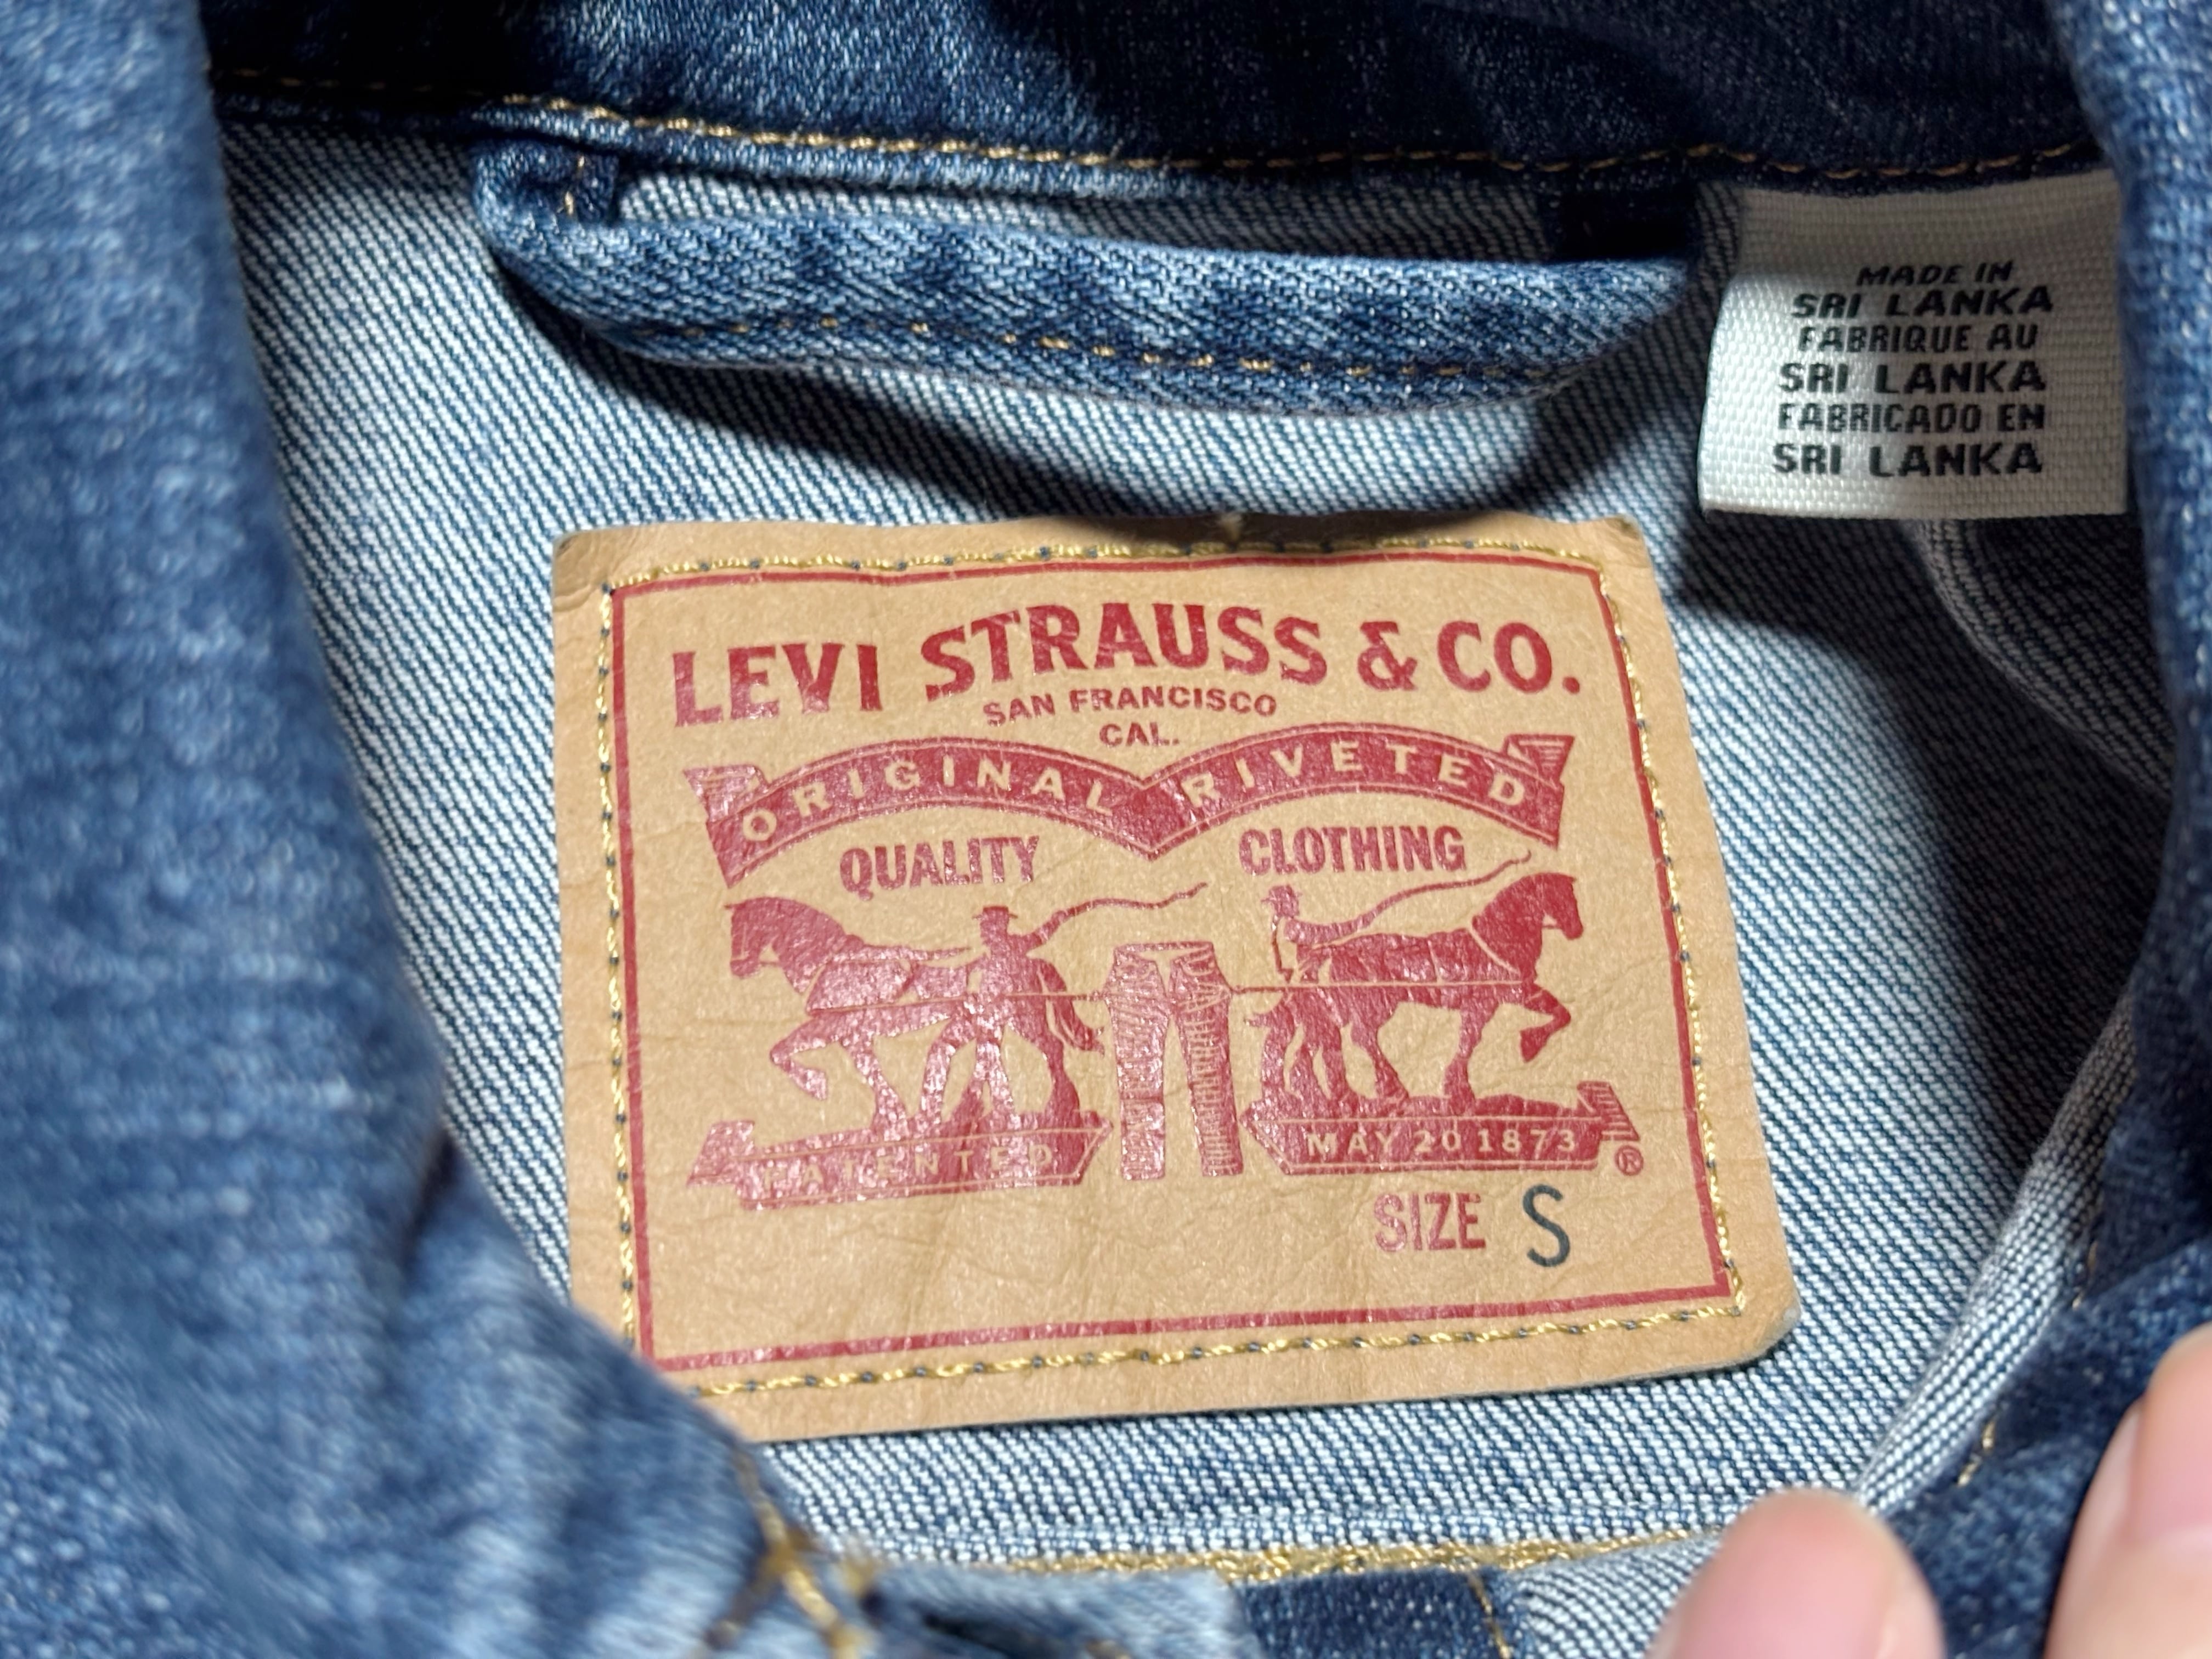 MADE IN
SRI LANKA
FABRIQUE AU
SRI LANKA
FABRICADO EN
SRI LANKA
LEVI STRAUSS & CO.
SAN FRANCISCO
CAL.
ORIGINAL RIVETED
QUALITY CLOTHING
PATENTED MAY 20 1873 ®
SIZE S